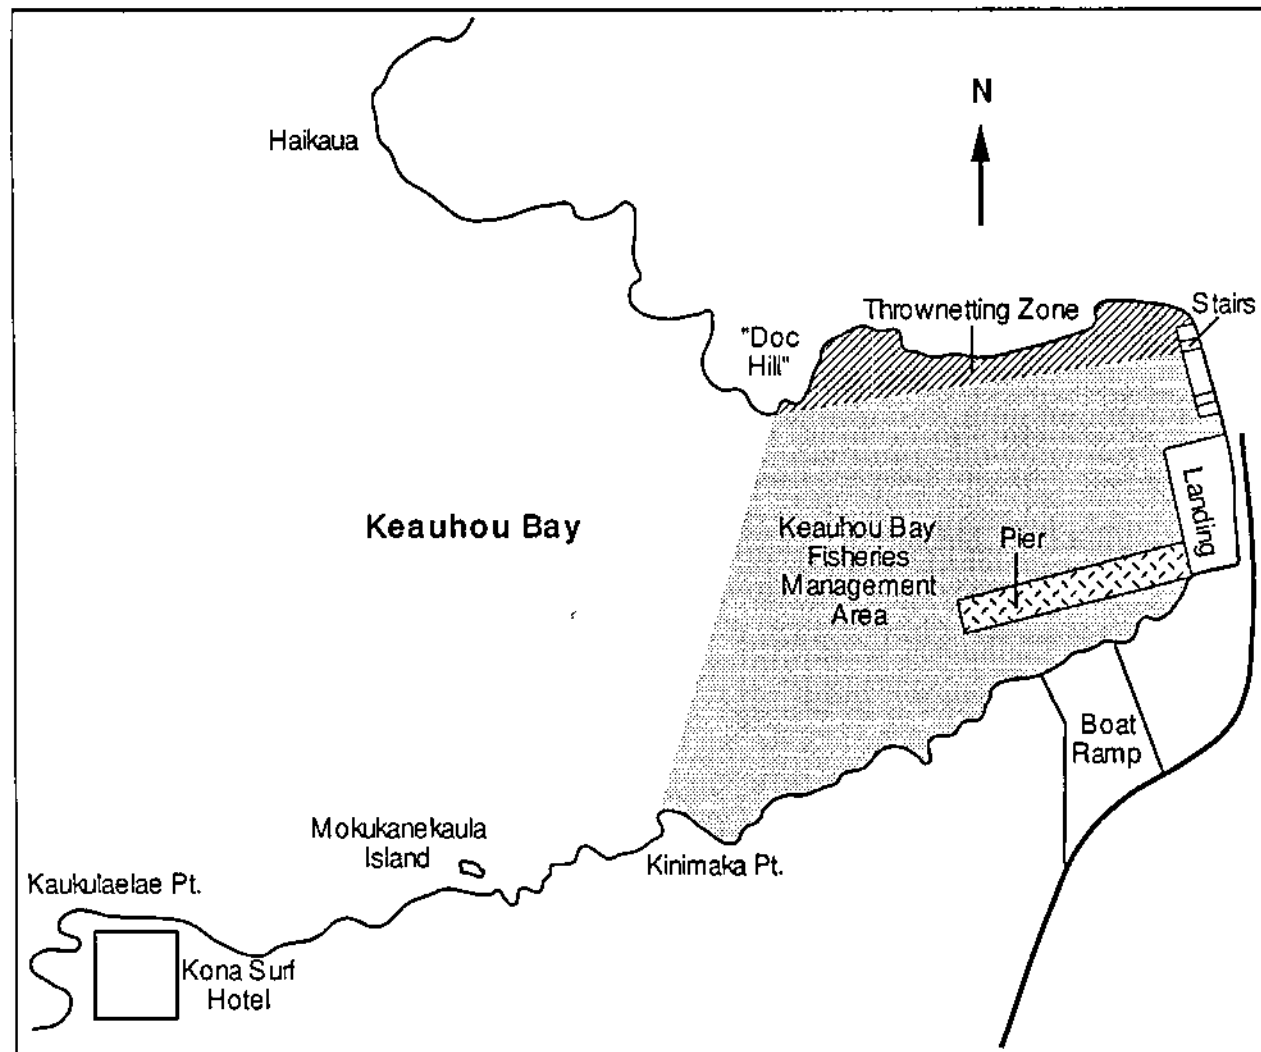 N
Haikaua
Thrownetting Zone
Stairs
"Doc
Hill"
Landing
Keauhou Bay
Keauhou Bay
Fisheries
Management
Area
Pier
Boat
Ramp
Mokukanekaula
Island
Kinimaka Pt.
Kaukulaelae Pt.
Kona Surf
Hotel